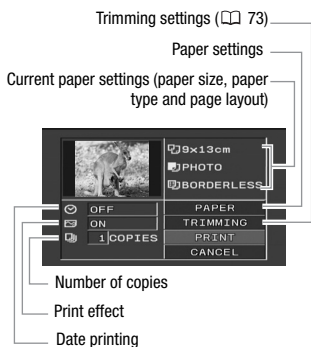 Trimming settings (📖 73)
Paper settings
Current paper settings (paper size, paper
type and page layout)
9x13cm
PHOTO
BORDERLESS
OFF
PAPER
ON
TRIMMING
1 COPIES
PRINT
CANCEL
Number of copies
Print effect
Date printing